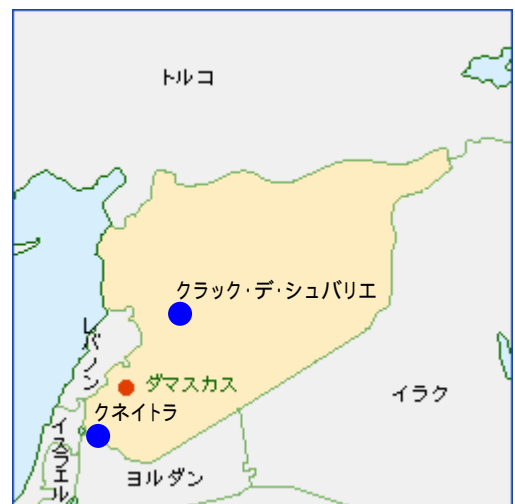 トルコ
クラック・デ・シュバリエ
レバノン
ダマスカス
イラク
クネイトラ
イスラエル
ヨルダン